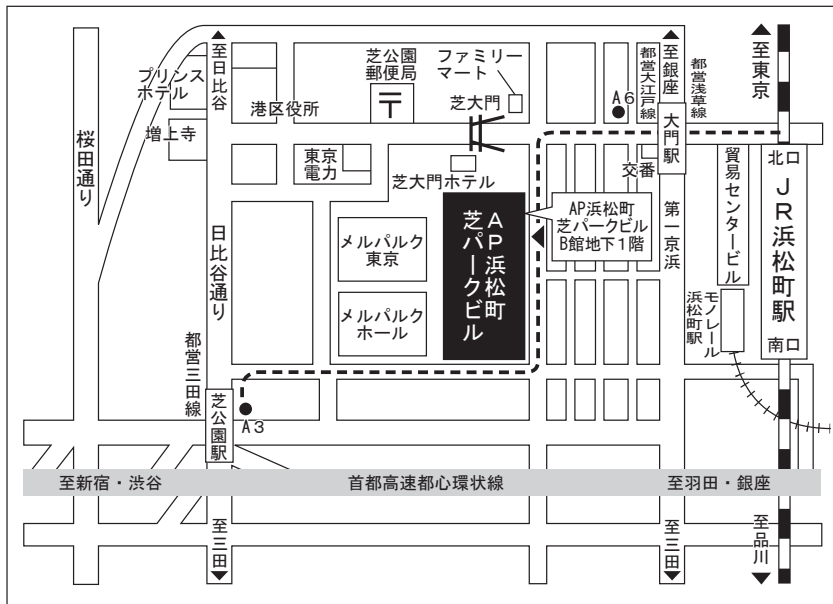 至日比谷
プリンス
ホテル
港区役所
増上寺
桜田通り
芝公園
郵便局
〒
ファミリー
マート
芝大門
東京
電力
芝大門ホテル
A6
都営大江戸線
至銀座
都営浅草線
大門駅
交番
至東京
北口
JR浜松町駅
南口
貿易センタービル
モノレール
浜松町駅
第一京浜
AP浜松町
芝パークビル
B館地下1階
AP浜松町
芝パークビル
メルパルク
東京
メルパルク
ホール
日比谷通り
都営三田線
芝公園駅
A3
至新宿・渋谷
首都高速都心環状線
至羽田・銀座
至三田
至三田
至品川